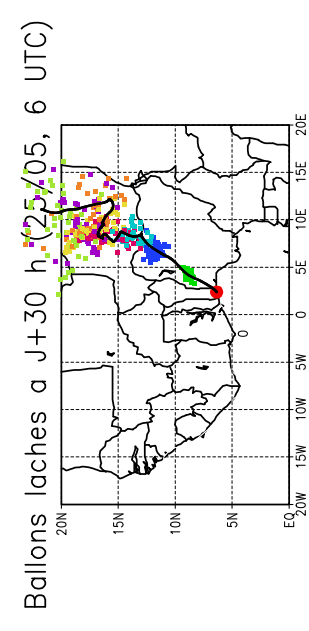 Ballons laches a J+30 h (25/05, 6 UTC)
20N
15N
10N
5N
EQ
20W
15W
10W
5W
0
5E
10E
15E
20E
0